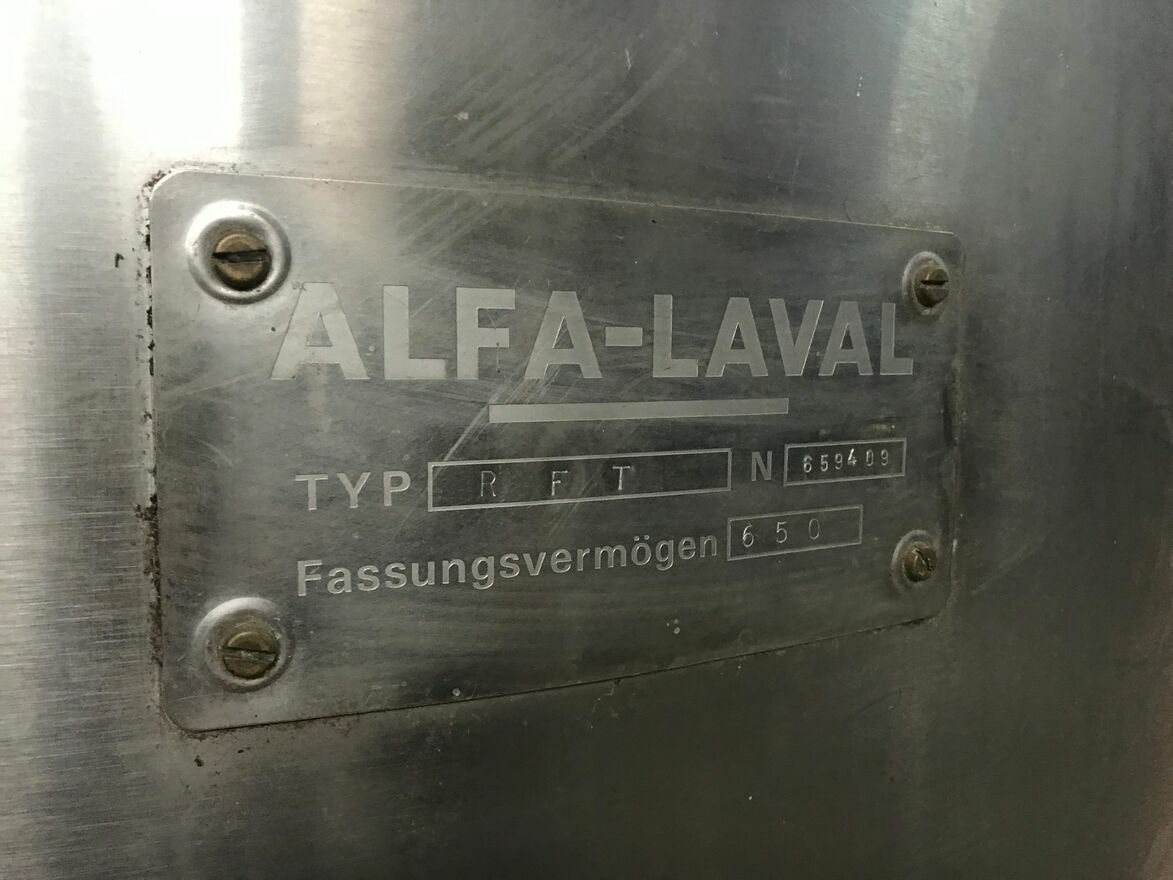 ALFA-LAVAL
TYP R F T N 659409
Fassungsvermögen 650